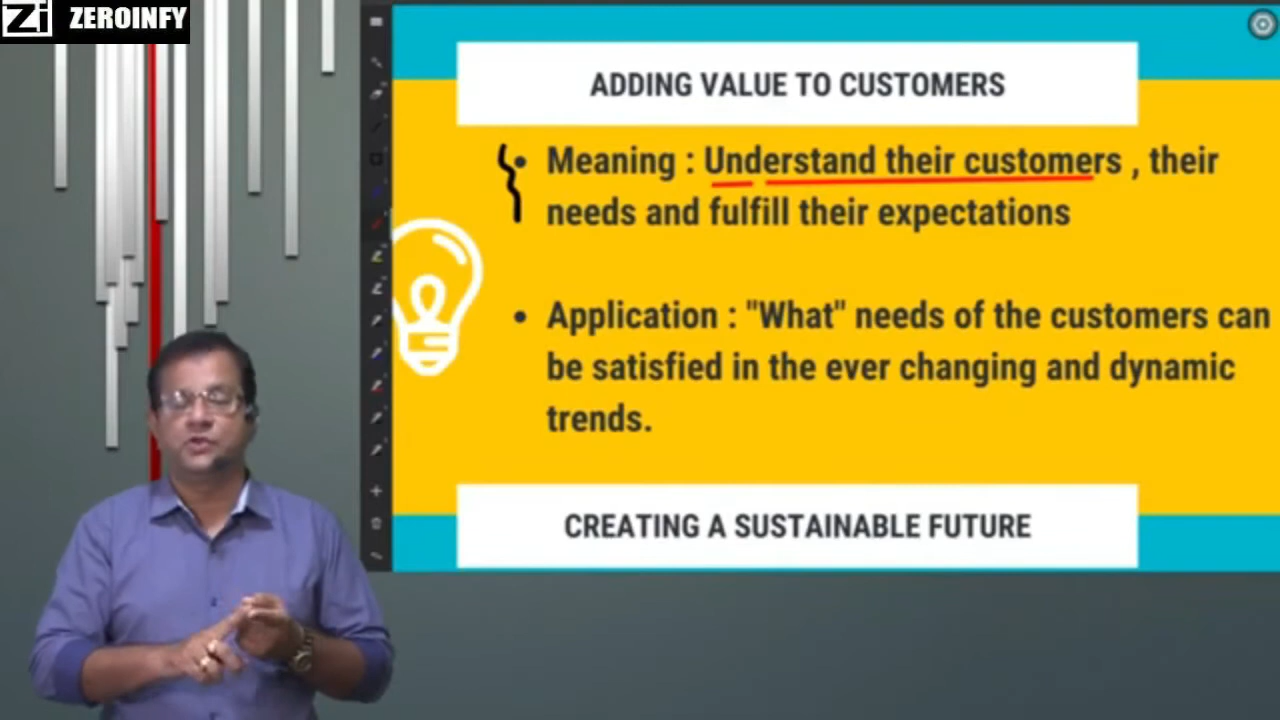 Zi ZEROINFY
ADDING VALUE TO CUSTOMERS
• Meaning : Understand their customers , their
needs and fulfill their expectations
• Application : "What" needs of the customers can
be satisfied in the ever changing and dynamic
trends.
CREATING A SUSTAINABLE FUTURE